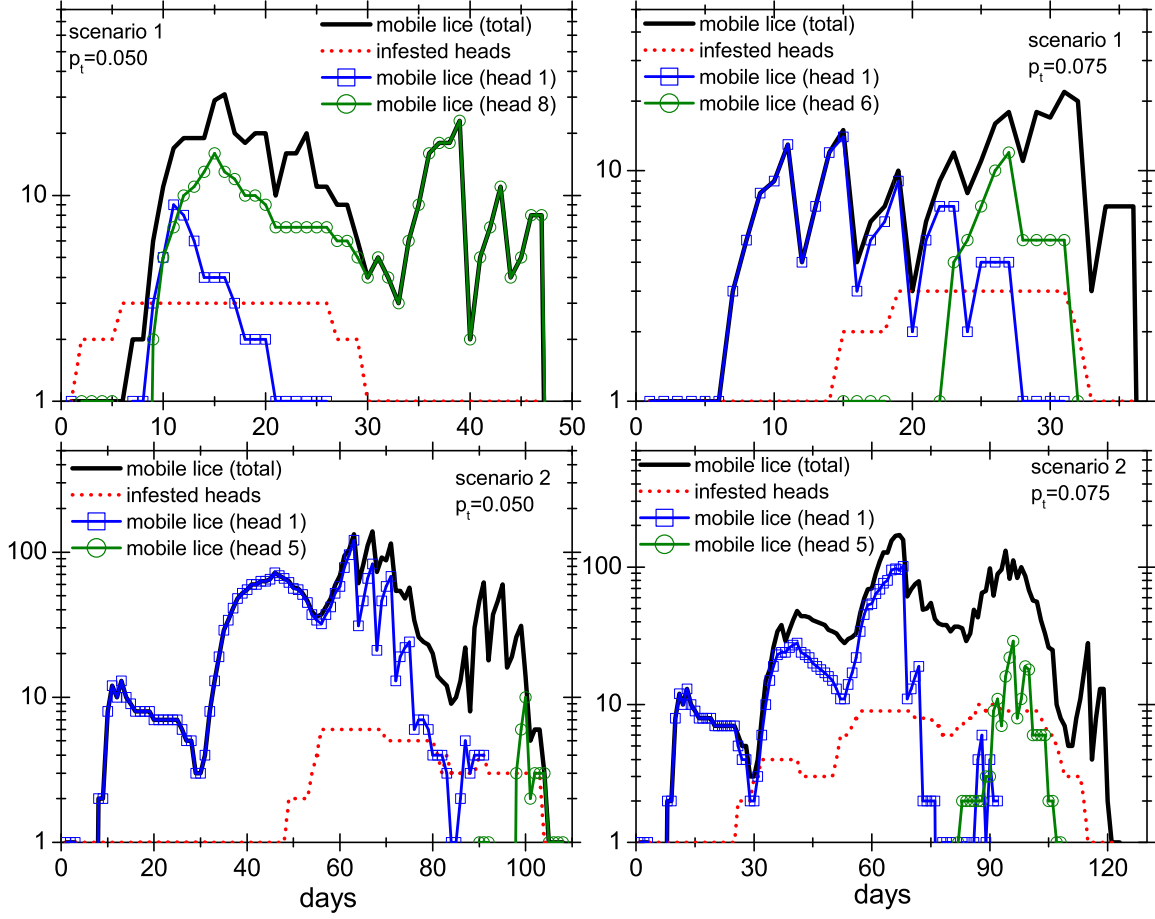 scenario 1
pt=0.050
mobile lice (total)
infested heads
mobile lice (head 1)
mobile lice (head 8)
10
1
0 10 20 30 40 50
mobile lice (total)
infested heads
mobile lice (head 1)
mobile lice (head 6)
scenario 1
pt=0.075
10
1
0 10 20 30
mobile lice (total)
infested heads
mobile lice (head 1)
mobile lice (head 5)
scenario 2
pt=0.050
100
10
1
0 20 40 60 80 100
days
mobile lice (total)
infested heads
mobile lice (head 1)
mobile lice (head 5)
scenario 2
pt=0.075
100
10
1
0 30 60 90 120
days